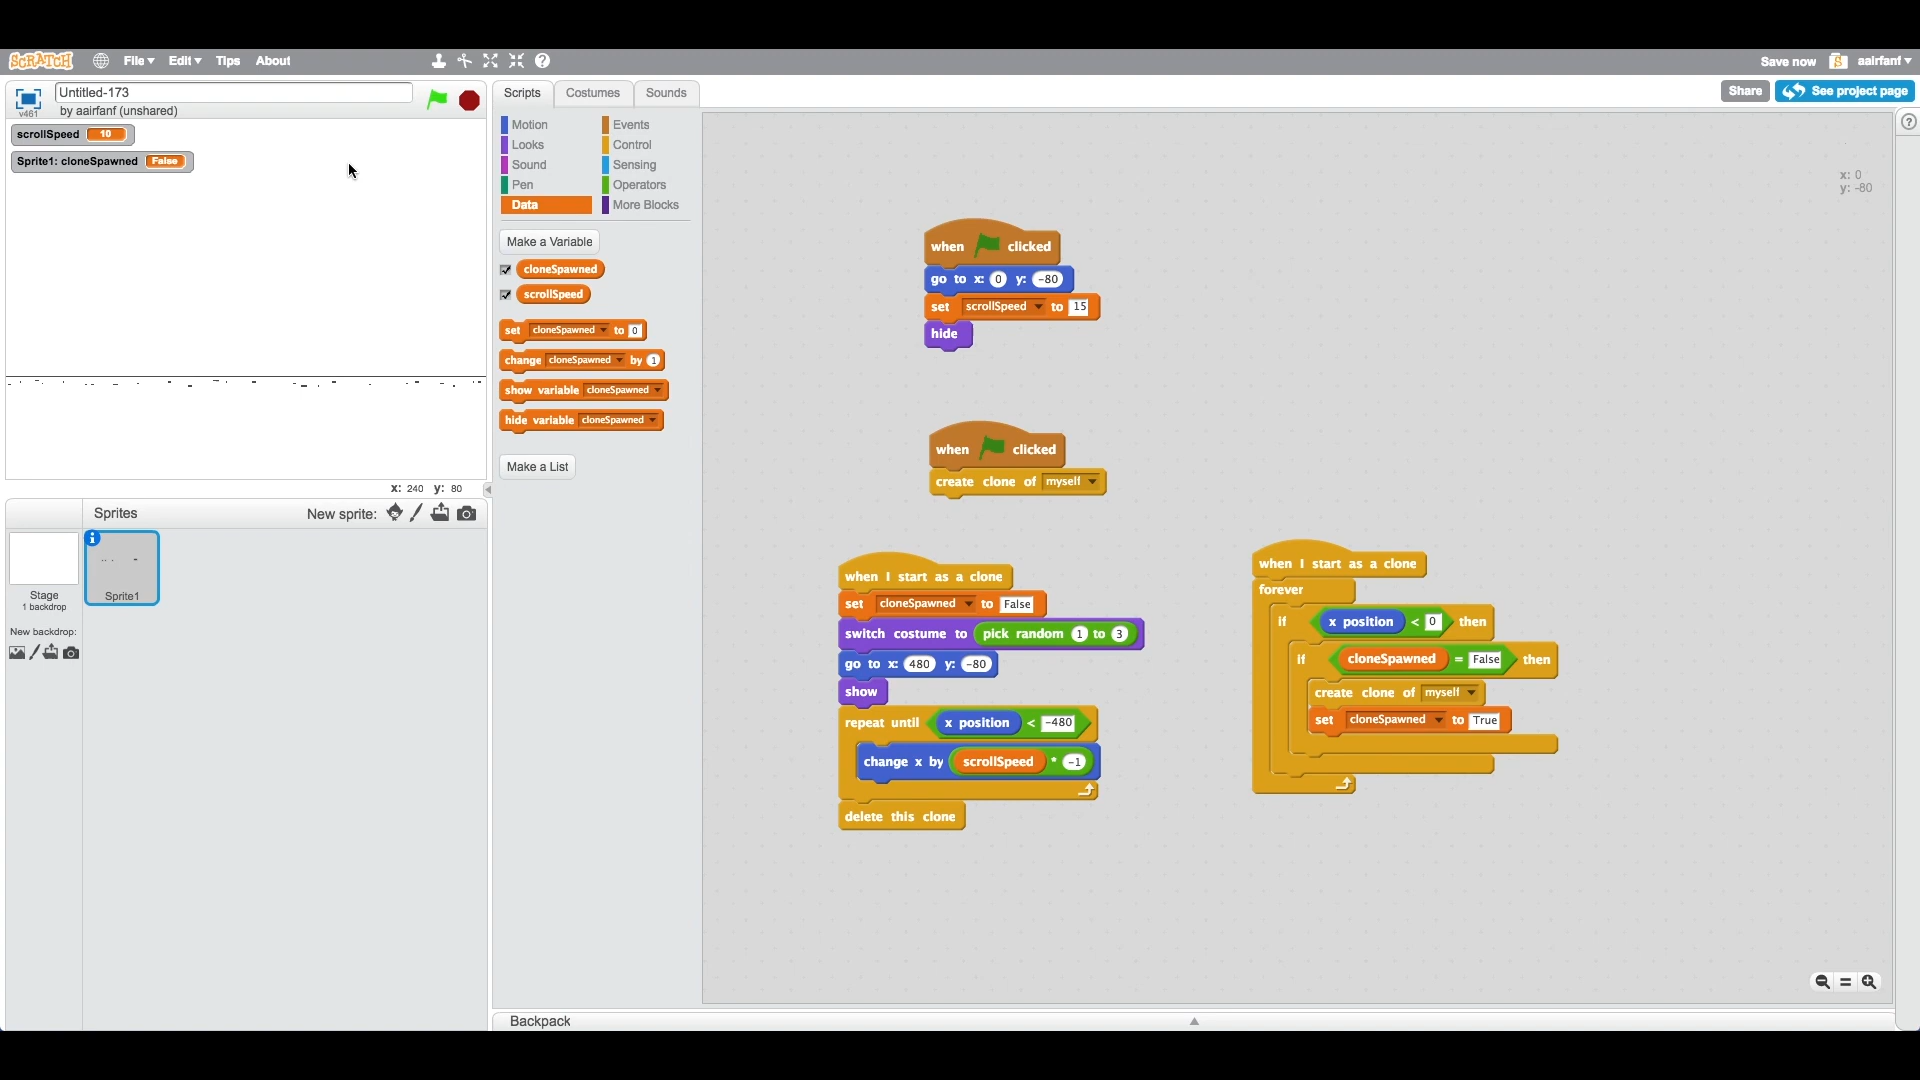 SCRATCH File Edit Tips About Save now aairfanf
Untitled-173
v461 by aairfanf (unshared)
Scripts Costumes Sounds
Share See project page
scrollSpeed 10
Sprite1: cloneSpawned False
Motion Events
Looks Control
Sound Sensing
Pen Operators
Data More Blocks
Make a Variable
cloneSpawned
scrollSpeed
set cloneSpawned to 0
change cloneSpawned by 1
show variable cloneSpawned
hide variable cloneSpawned
Make a List
x: 0
y: -80
when clicked
go to x: 0 y: -80
set scrollSpeed to 15
hide
when clicked
create clone of myself
when I start as a clone
set cloneSpawned to False
switch costume to pick random 1 to 3
go to x: 480 y: -80
show
repeat until x position < -480
change x by scrollSpeed * -1
delete this clone
when I start as a clone
forever
if x position < 0 then
if cloneSpawned = False then
create clone of myself
set cloneSpawned to True
x: 240 y: 80
Sprites New sprite:
Stage
1 backdrop
Sprite1
New backdrop:
Backpack